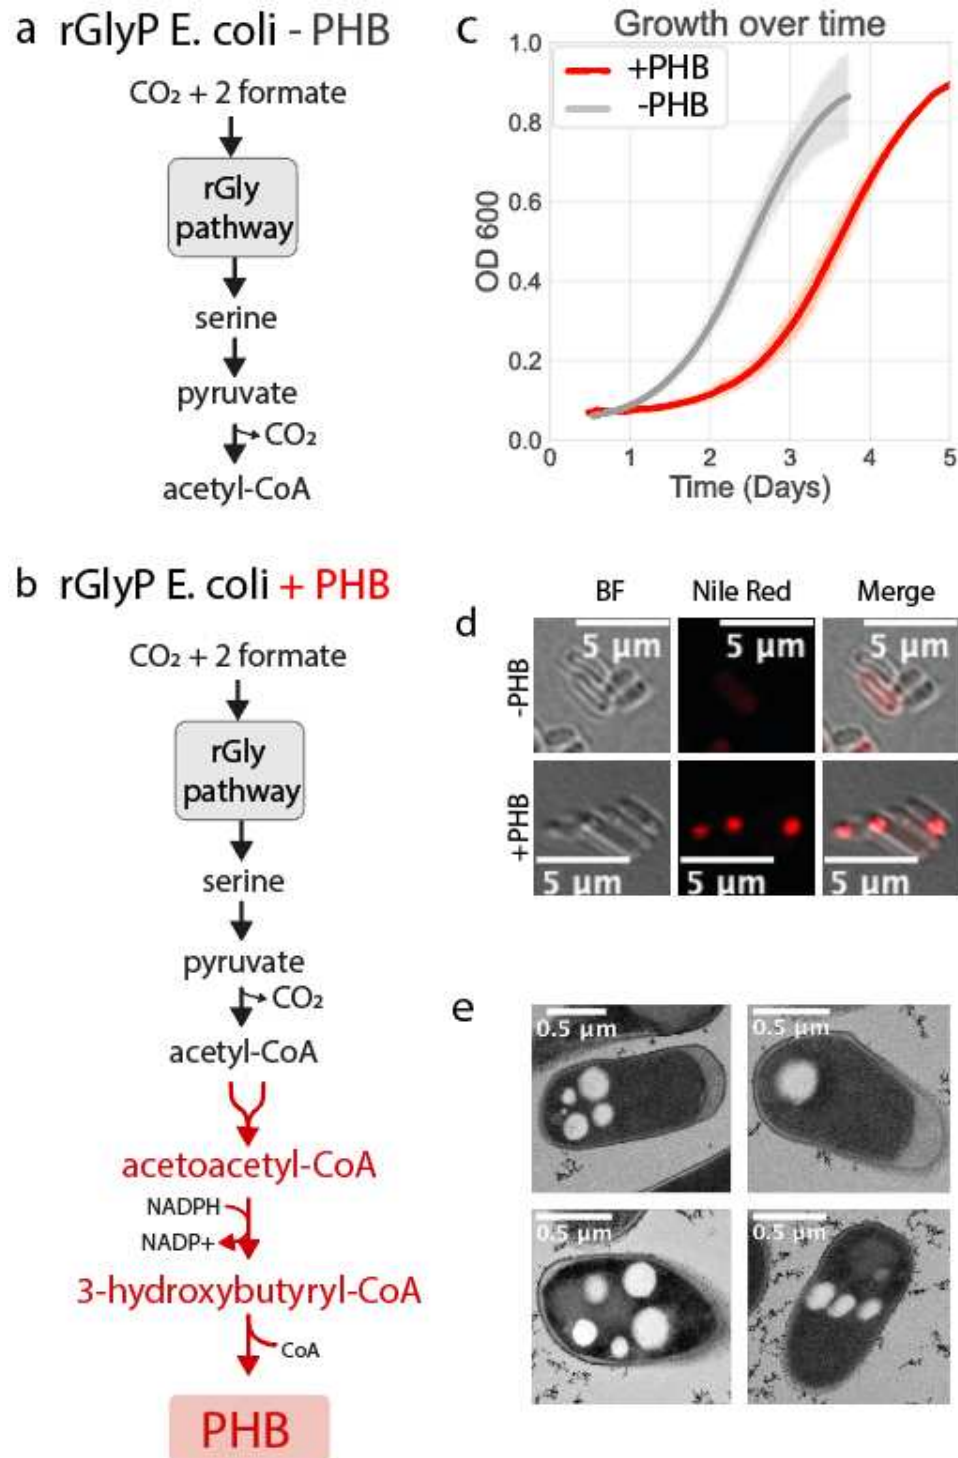 a rGlyP E. coli - PHB
CO₂ + 2 formate
rGly
pathway
serine
pyruvate
CO₂
acetyl-CoA
b rGlyP E. coli + PHB
CO₂ + 2 formate
rGly
pathway
serine
pyruvate
CO₂
acetyl-CoA
acetoacetyl-CoA
NADPH
NADP+
3-hydroxybutyryl-CoA
CoA
PHB
c Growth over time
+PHB
-PHB
1.0
0.8
0.6
0.4
0.2
0.0
OD 600
0 1 2 3 4 5
Time (Days)
d
BF Nile Red Merge
-PHB
5 μm 5 μm 5 μm
+PHB
5 μm 5 μm 5 μm
e
0.5 μm 0.5 μm
0.5 μm 0.5 μm